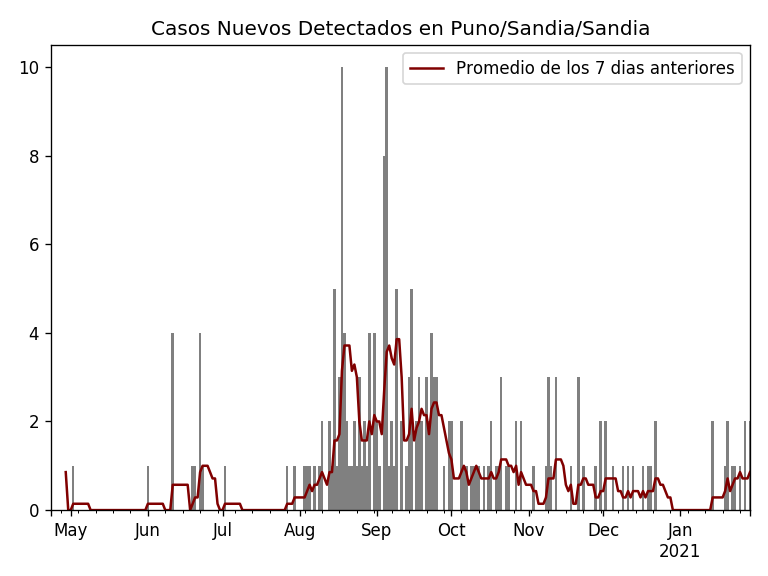 Casos Nuevos Detectados en Puno/Sandia/Sandia
Promedio de los 7 dias anteriores
10
8
6
4
2
0
May Jun Jul Aug Sep Oct Nov Dec Jan
2021